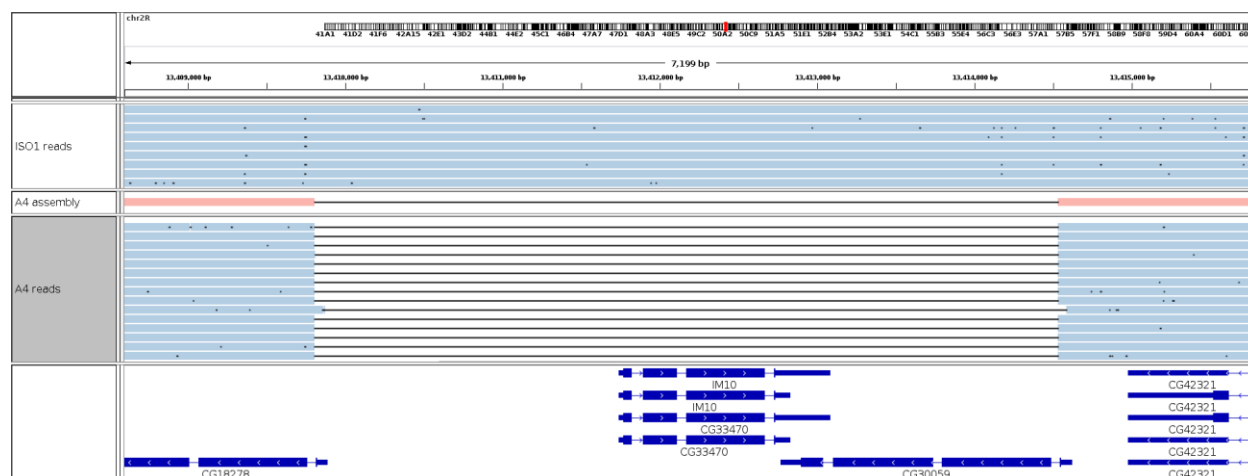 chr2R
41A1 41D2 41F6 42A15 42E1 43D2 44B1 44E2 45C1 46B4 47A7 47D1 48A3 48E5 49C2 50A2 50C9 51A5 51E1 52B4 53A2 53E1 54C1 55B3 55E4 56C3 56E3 57A1 57B5 57F1 58B9 58F8 59D4 60A4 60D1 60
7,199 bp
13,409,000 bp 13,410,000 bp 13,411,000 bp 13,412,000 bp 13,413,000 bp 13,414,000 bp 13,415,000 bp
ISO1 reads
A4 assembly
A4 reads
IM10 CG42321
IM10 CG42321
CG33470 CG42321
CG33470 CG42321
CG18278 CG30059 CG42321